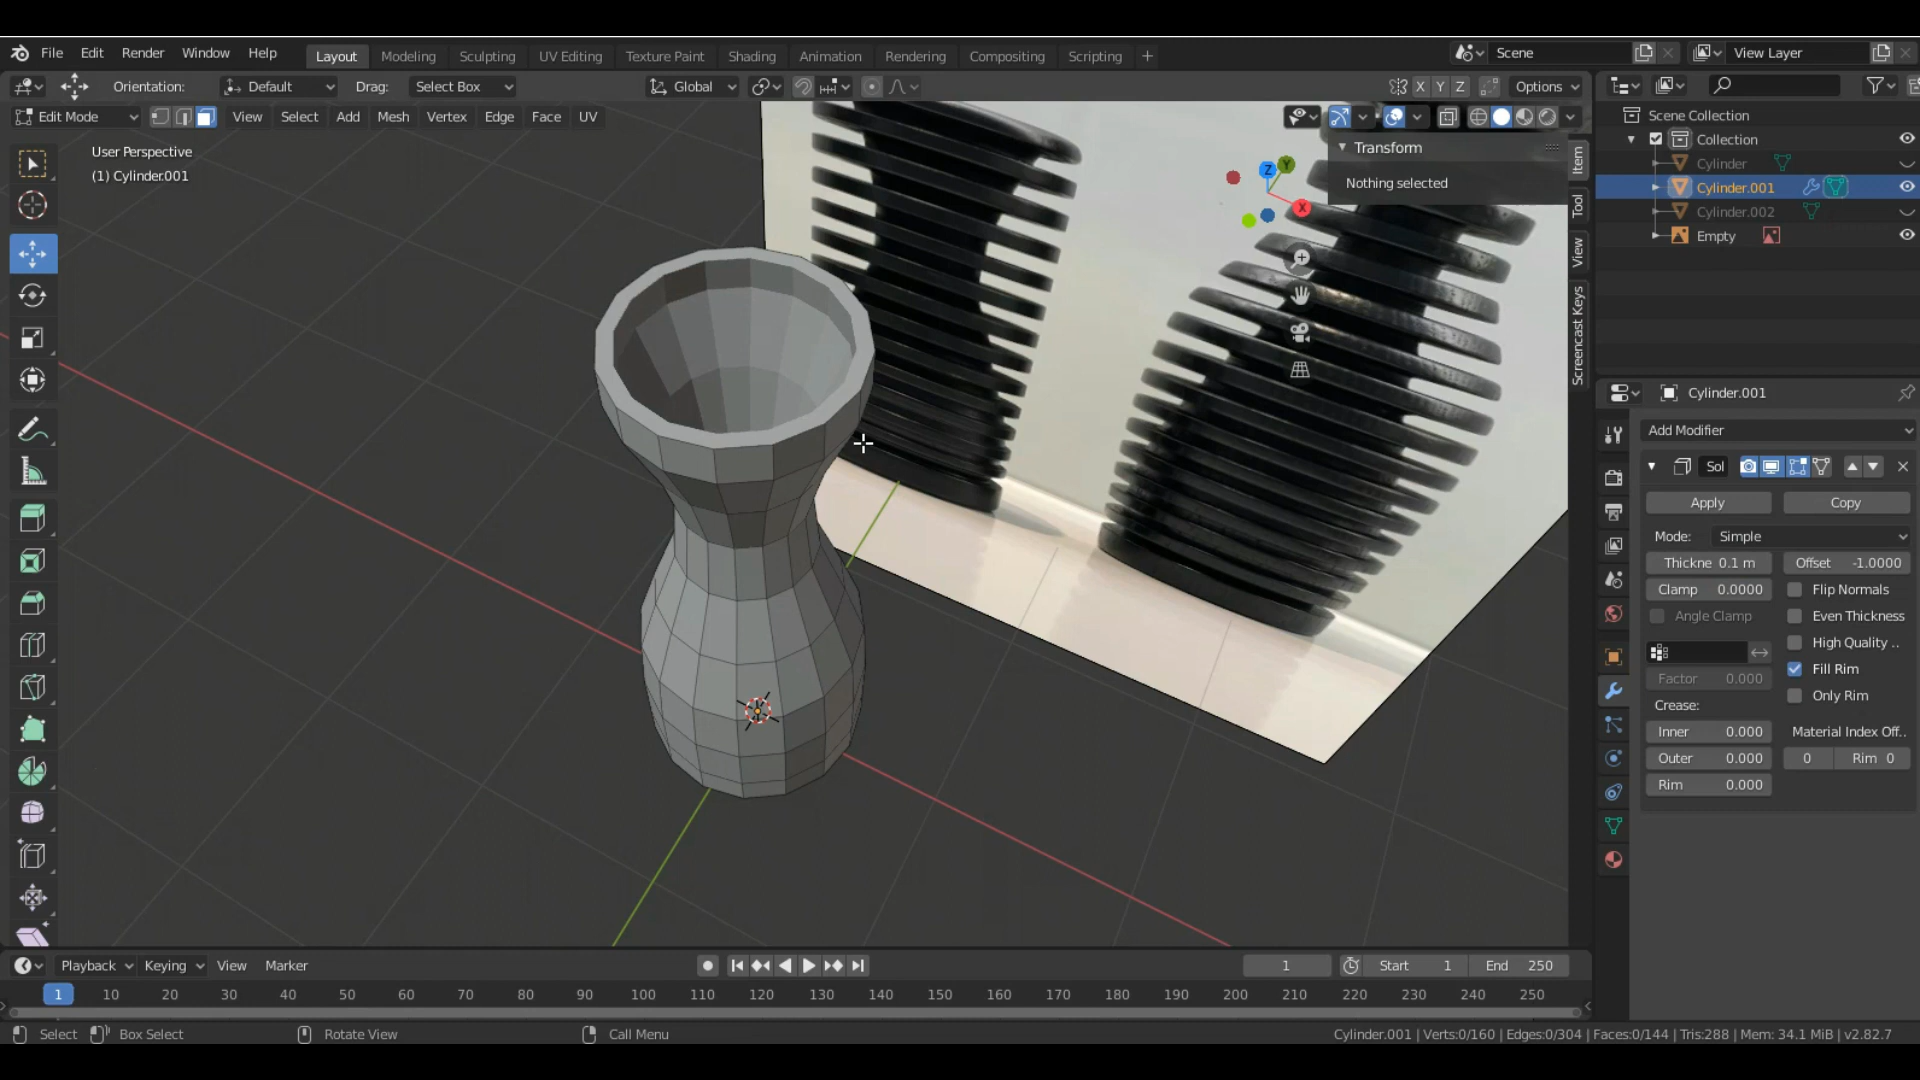 File Edit Render Window Help Layout Modeling Sculpting UV Editing Texture Paint Shading Animation Rendering Compositing Scripting + Scene View Layer
Orientation: Default Drag: Select Box Global X Y Z Options
Edit Mode View Select Add Mesh Vertex Edge Face UV
User Perspective
(1) Cylinder.001
Transform
Nothing selected
Z Y X
Item
Tool
View
Screencast Keys
Scene Collection
Collection
Cylinder
Cylinder.001
Cylinder.002
Empty
Cylinder.001
Add Modifier
Sol
Apply Copy
Mode: Simple
Thickne 0.1 m Offset -1.0000
Clamp 0.0000 Flip Normals
Angle Clamp Even Thickness
High Quality ..
Factor 0.000 Fill Rim
Crease: Only Rim
Inner 0.000 Material Index Off..
Outer 0.000 0 Rim 0
Rim 0.000
Playback Keying View Marker 1 Start 1 End 250
1 10 20 30 40 50 60 70 80 90 100 110 120 130 140 150 160 170 180 190 200 210 220 230 240 250
Select Box Select Rotate View Call Menu Cylinder.001 | Verts:0/160 | Edges:0/304 | Faces:0/144 | Tris:288 | Mem: 34.1 MiB | v2.82.7